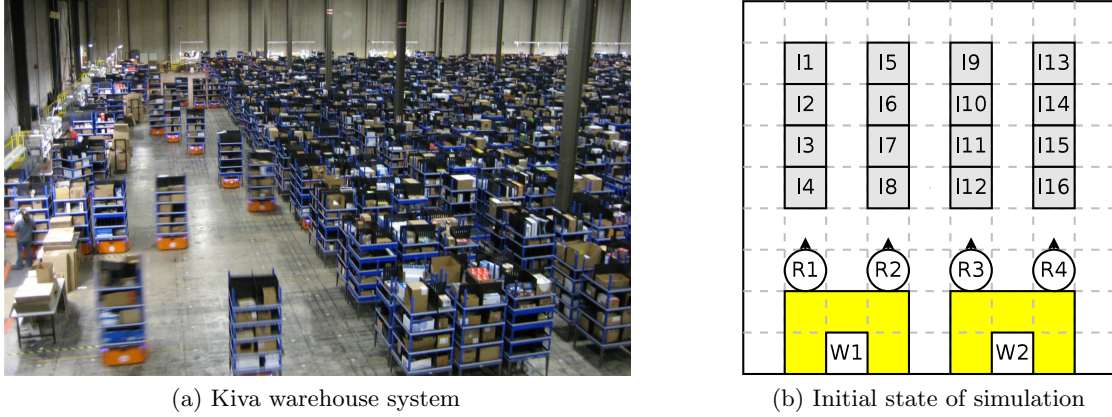 I1 I5 I9 I13
I2 I6 I10 I14
I3 I7 I11 I15
I4 I8 I12 I16
R1 R2 R3 R4
W1 W2
(a) Kiva warehouse system
(b) Initial state of simulation